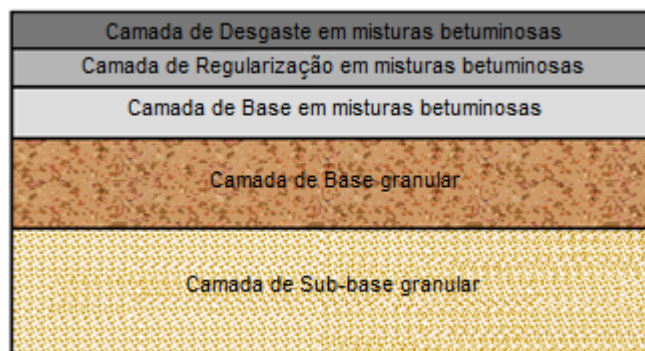 Camada de Desgaste em misturas betuminosas
Camada de Regularização em misturas betuminosas
Camada de Base em misturas betuminosas
Camada de Base granular
Camada de Sub-base granular